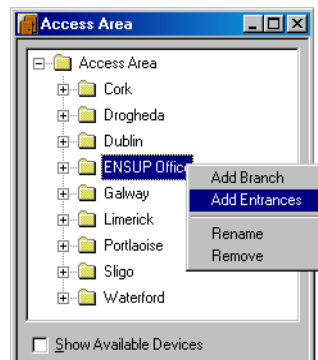 Access Area
Access Area
Cork
Drogheda
Dublin
ENSUP Office
Galway
Limerick
Portlaoise
Sligo
Waterford
Add Branch
Add Entrances
Rename
Remove
Show Available Devices